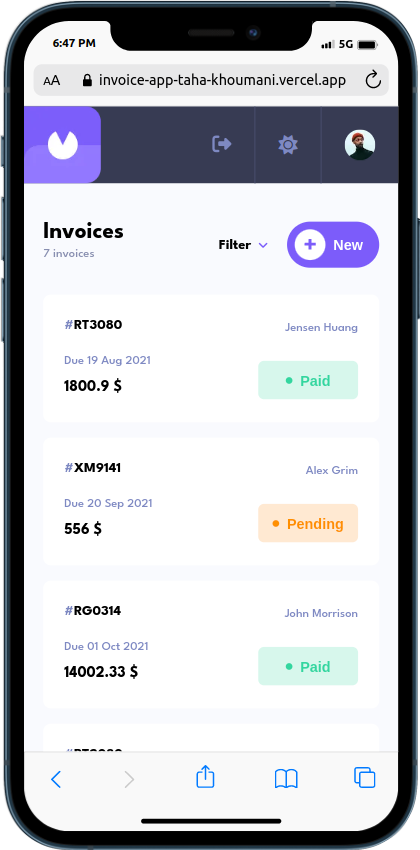 6:47 PM 5G
AA invoice-app-taha-khoumani.vercel.app
Invoices
7 invoices
Filter
New
#RT3080
Jensen Huang
Due 19 Aug 2021
1800.9 $
Paid
#XM9141
Alex Grim
Due 20 Sep 2021
556 $
Pending
#RG0314
John Morrison
Due 01 Oct 2021
14002.33 $
Paid